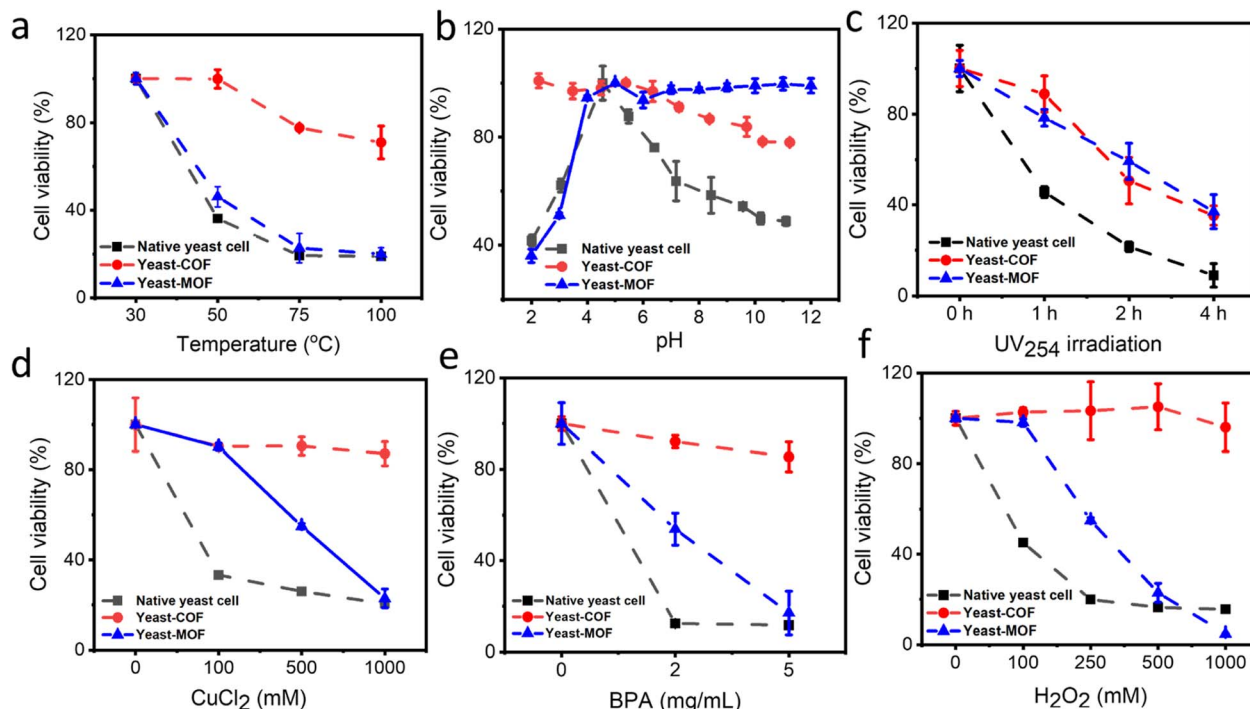 a
120
80
40
0
Cell viability (%)
Native yeast cell
Yeast-COF
Yeast-MOF
30 50 75 100
Temperature (°C)
b
120
80
40
Cell viability (%)
Native yeast cell
Yeast-COF
Yeast-MOF
2 4 6 8 10 12
pH
c
120
80
40
0
Cell viability (%)
Native yeast cell
Yeast-COF
Yeast-MOF
0 h 1 h 2 h 4 h
UV254 irradiation
d
120
80
40
0
Cell viability (%)
Native yeast cell
Yeast-COF
Yeast-MOF
0 100 500 1000
CuCl2 (mM)
e
120
80
40
0
Cell viability (%)
Native yeast cell
Yeast-COF
Yeast-MOF
0 2 5
BPA (mg/mL)
f
120
80
40
0
Cell viability (%)
Native yeast cell
Yeast-COF
Yeast-MOF
0 100 250 500 1000
H2O2 (mM)